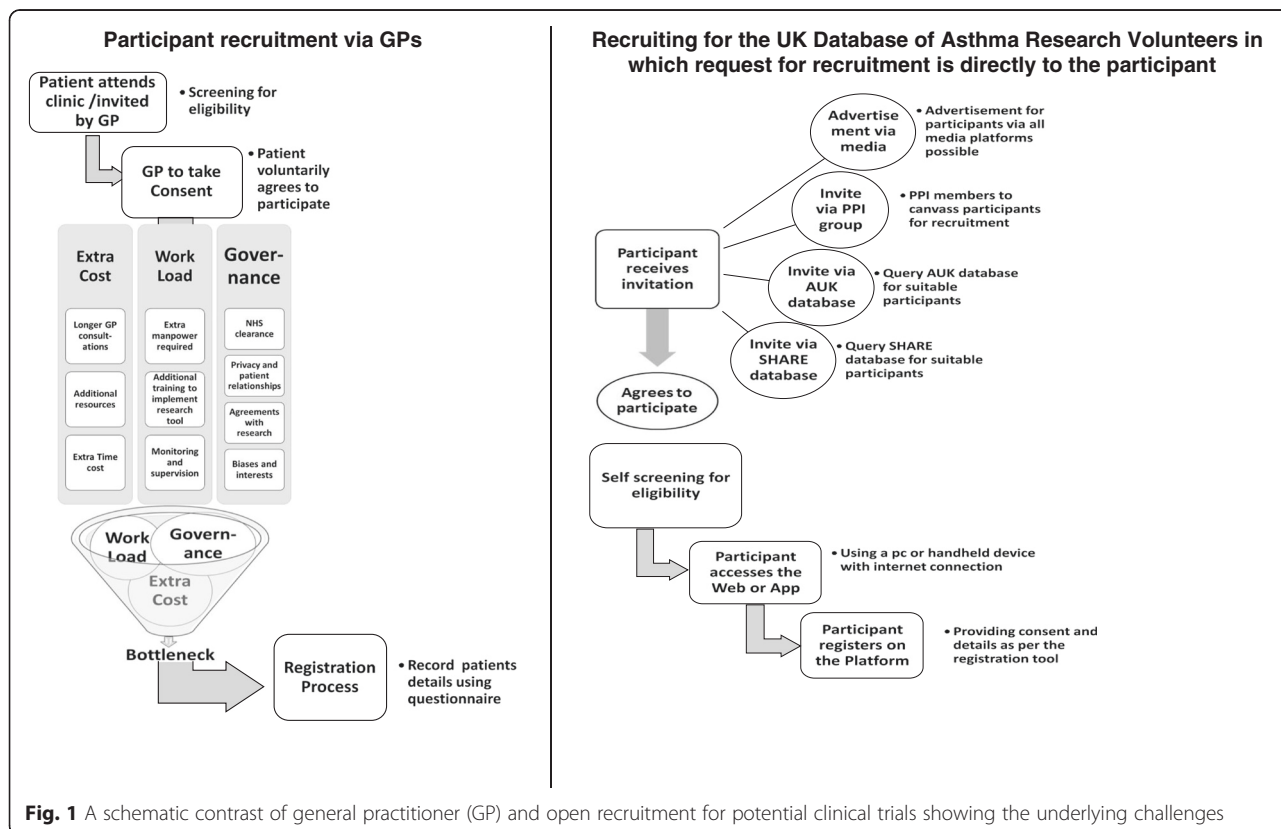 Participant recruitment via GPs
Patient attends
clinic /invited
by GP
• Screening for
eligibility
GP to take
Consent
• Patient
voluntarily
agrees to
participate
Extra
Cost
Longer GP
consult-
ations
Additional
resources
Extra Time
cost
Work
Load
Extra
manpower
required
Additional
training to
implement
research
tool
Monitoring
and
supervision
Gover-
nance
NHS
clearance
Privacy and
patient
relationships
Agreements
with
research
Biases and
interests
Work
Load
Govern-
ance
Extra
Cost
Bottleneck
Registration
Process
• Record patients
details using
questionnaire
Recruiting for the UK Database of Asthma Research Volunteers in
which request for recruitment is directly to the participant
Advertise
ment via
media
• Advertisement for
participants via all
media platforms
possible
Invite
via PPI
group
• PPI members to
canvass participants
for recruitment
Participant
receives
invitation
Invite via
AUK
database
• Query AUK database
for suitable
participants
Invite via
SHARE
database
• Query SHARE
database for suitable
participants
Agrees to
participate
Self screening for
eligibility
Participant
accesses the
Web or App
• Using a pc or handheld device
with internet connection
Participant
registers on
the Platform
• Providing consent and
details as per the
registration tool
Fig. 1 A schematic contrast of general practitioner (GP) and open recruitment for potential clinical trials showing the underlying challenges